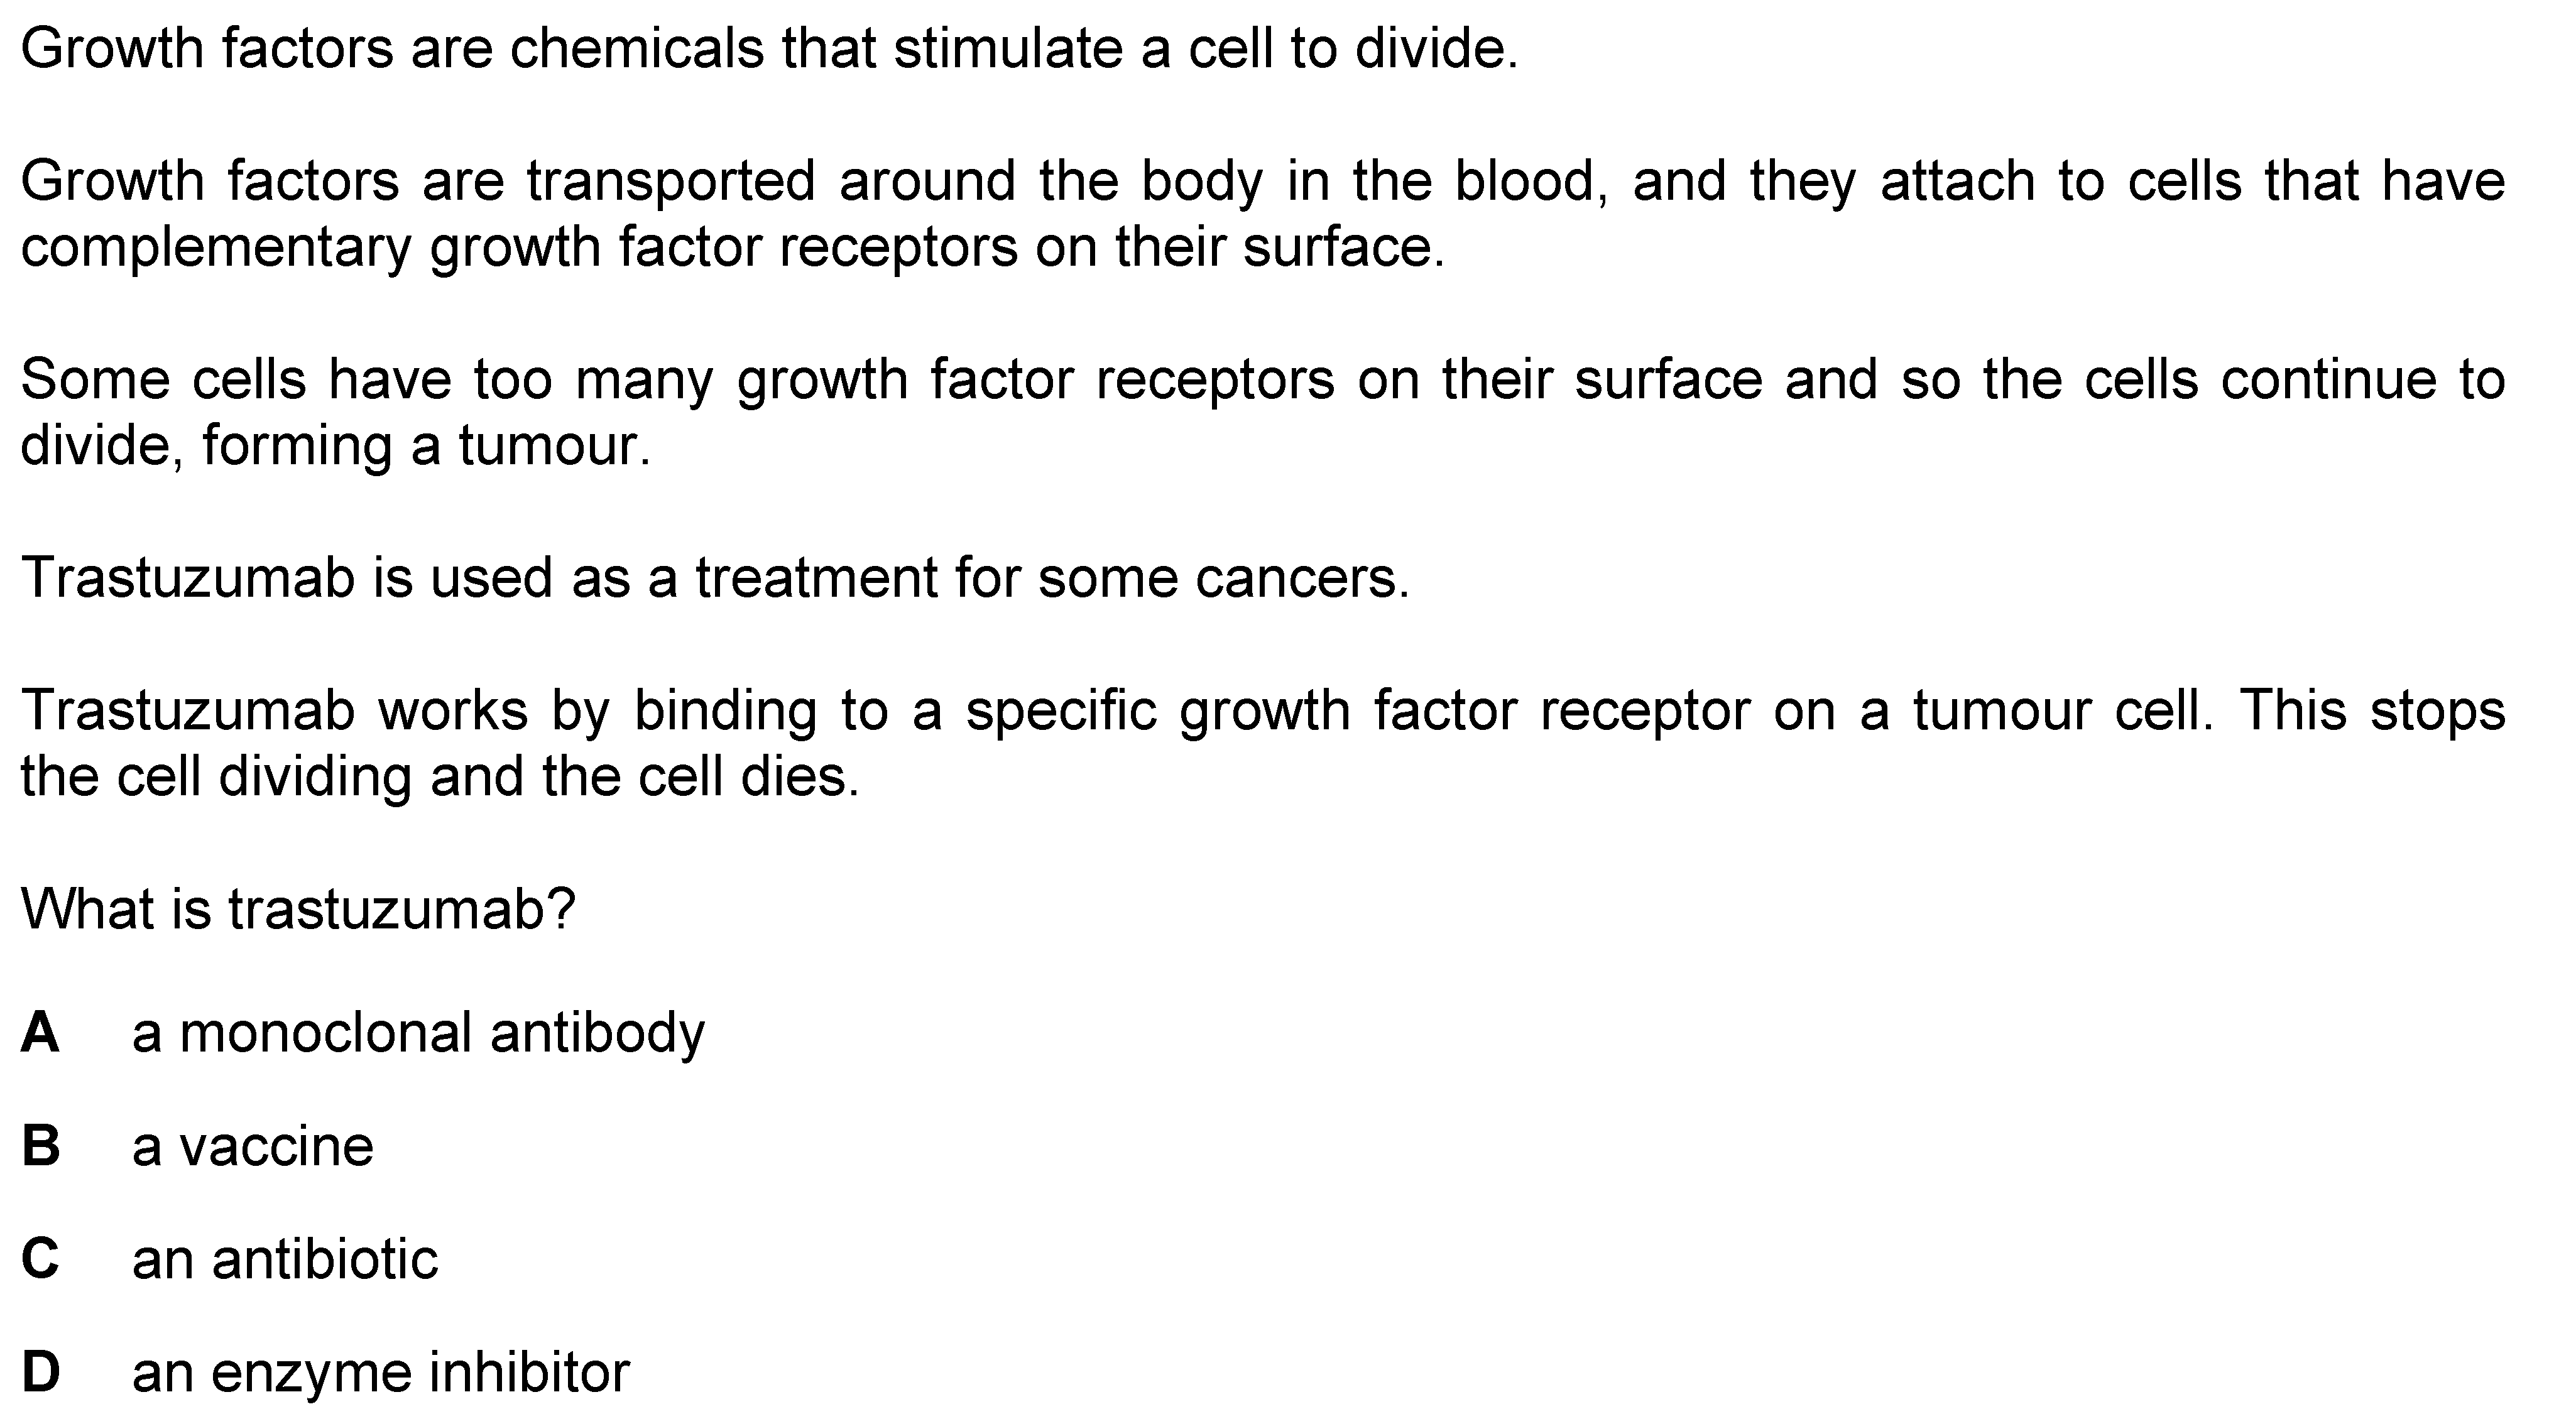 Growth factors are chemicals that stimulate a cell to divide.
Growth factors are transported around the body in the blood, and they attach to cells that have
complementary growth factor receptors on their surface.
Some cells have too many growth factor receptors on their surface and so the cells continue to
divide, forming a tumour.
Trastuzumab is used as a treatment for some cancers.
Trastuzumab works by binding to a specific growth factor receptor on a tumour cell. This stops
the cell dividing and the cell dies.
What is trastuzumab?
A a monoclonal antibody
B a vaccine
C an antibiotic
D an enzyme inhibitor